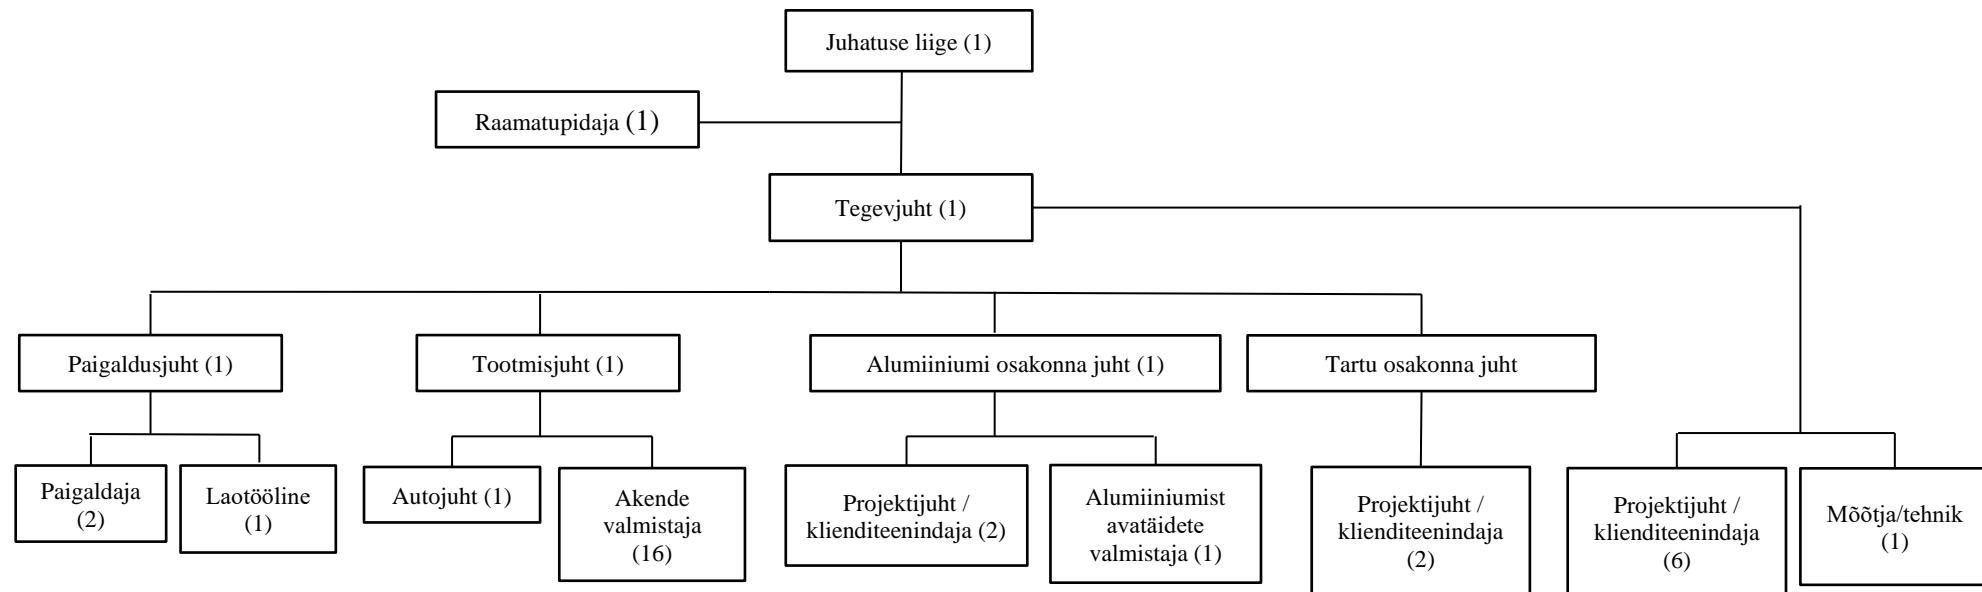 Juhatuse liige (1)
Raamatupidaja (1)
Tegevjuht (1)
Paigaldusjuht (1)
Tootmisjuht (1)
Alumiiniumi osakonna juht (1)
Tartu osakonna juht
Paigaldaja
(2)
Laotööline
(1)
Autojuht (1)
Akende
valmistaja
(16)
Projektijuht /
klienditeenindaja (2)
Alumiiniumist
avatäidete
valmistaja (1)
Projektijuht /
klienditeenindaja
(2)
Projektijuht /
klienditeenindaja
(6)
Mõõtja/tehnik
(1)